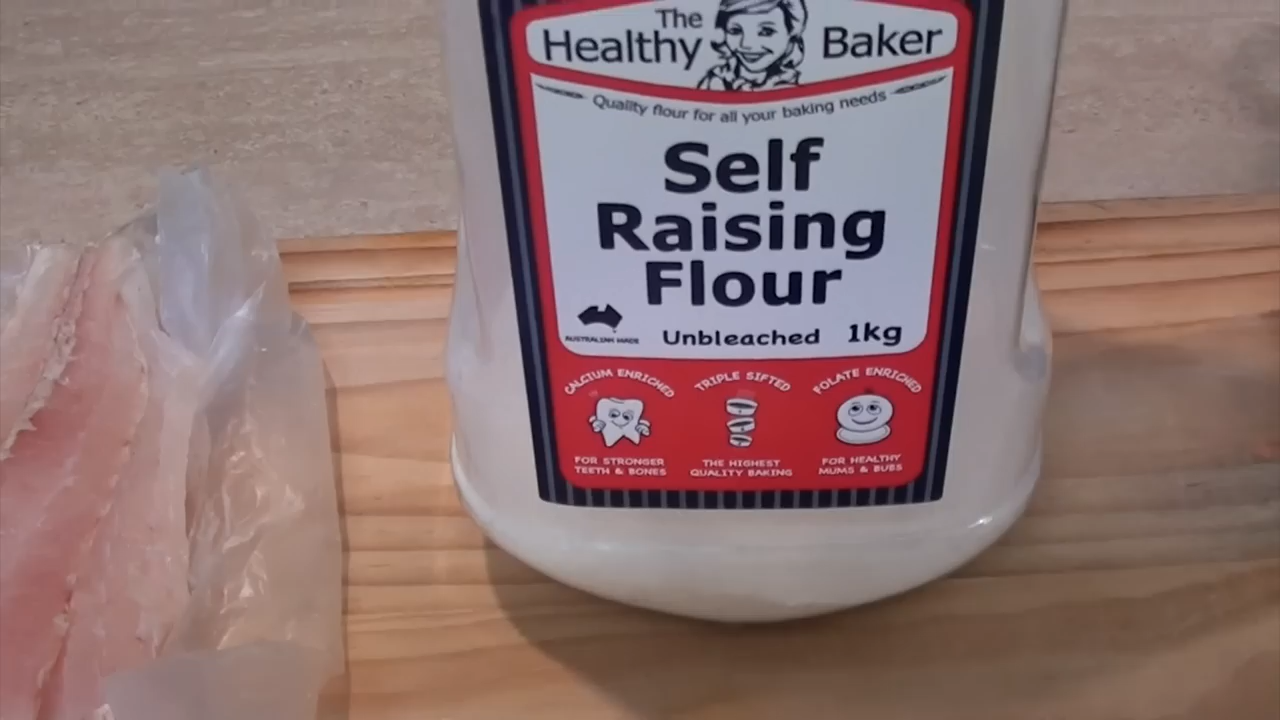 The
Healthy Baker
Quality flour for all your baking needs
Self
Raising
Flour
AUSTRALIAN MADE
Unbleached 1kg
CALCIUM ENRICHED
TRIPLE SIFTED
FOLATE ENRICHED
FOR STRONGER
TEETH & BONES
THE HIGHEST
QUALITY BAKING
FOR HEALTHY
MUMS & BUBS